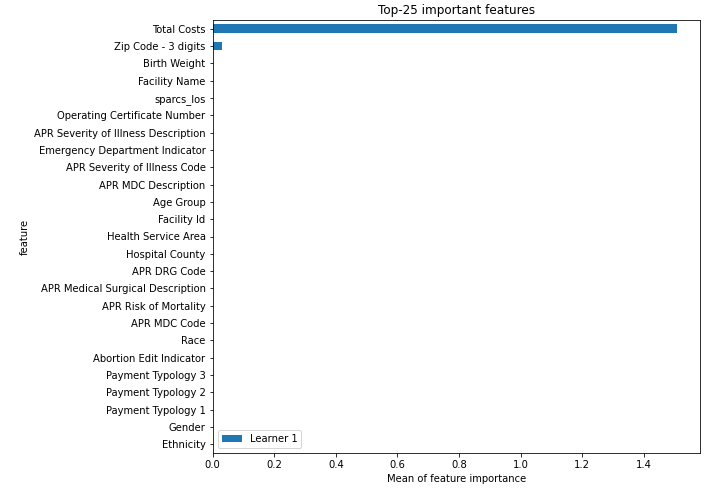 Top-25 important features
Total Costs
Zip Code - 3 digits
Birth Weight
Facility Name
sparcs_los
Operating Certificate Number
APR Severity of Illness Description
Emergency Department Indicator
APR Severity of Illness Code
APR MDC Description
Age Group
Facility Id
Health Service Area
Hospital County
APR DRG Code
APR Medical Surgical Description
APR Risk of Mortality
APR MDC Code
Race
Abortion Edit Indicator
Payment Typology 3
Payment Typology 2
Payment Typology 1
Gender
Ethnicity
feature
Learner 1
0.0 0.2 0.4 0.6 0.8 1.0 1.2 1.4
Mean of feature importance